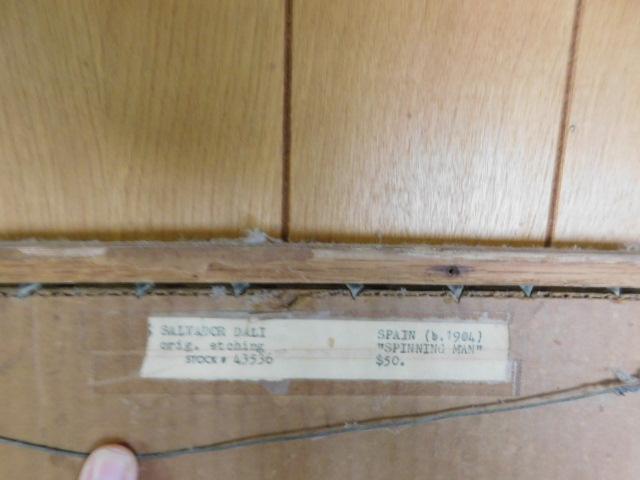 SALVADOR DALI
orig. etching
STOCK # 43536
SPAIN (b.1904)
"SPINNING MAN"
$50.